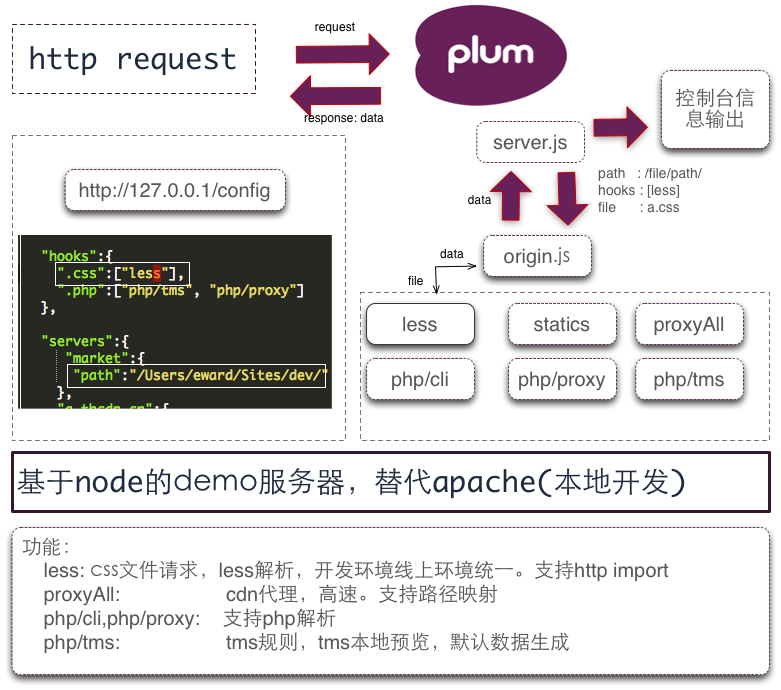 http request
request
plum
response: data
控制台信
息输出
server.js
path : /file/path/
hooks : [less]
file : a.css
data
http://127.0.0.1/config
origin.js
data
file
"hooks":{
".css":["less"],
".php":["php/tms", "php/proxy"]
},
"servers":{
"market":{
"path":"/Users/eward/Sites/dev/"
},
less
statics
proxyAll
php/cli
php/proxy
php/tms
基于node的demo服务器，替代apache(本地开发)
功能：
less: css文件请求，less解析，开发环境线上环境统一。支持http import
proxyAll: cdn代理，高速。支持路径映射
php/cli,php/proxy: 支持php解析
php/tms: tms规则，tms本地预览，默认数据生成